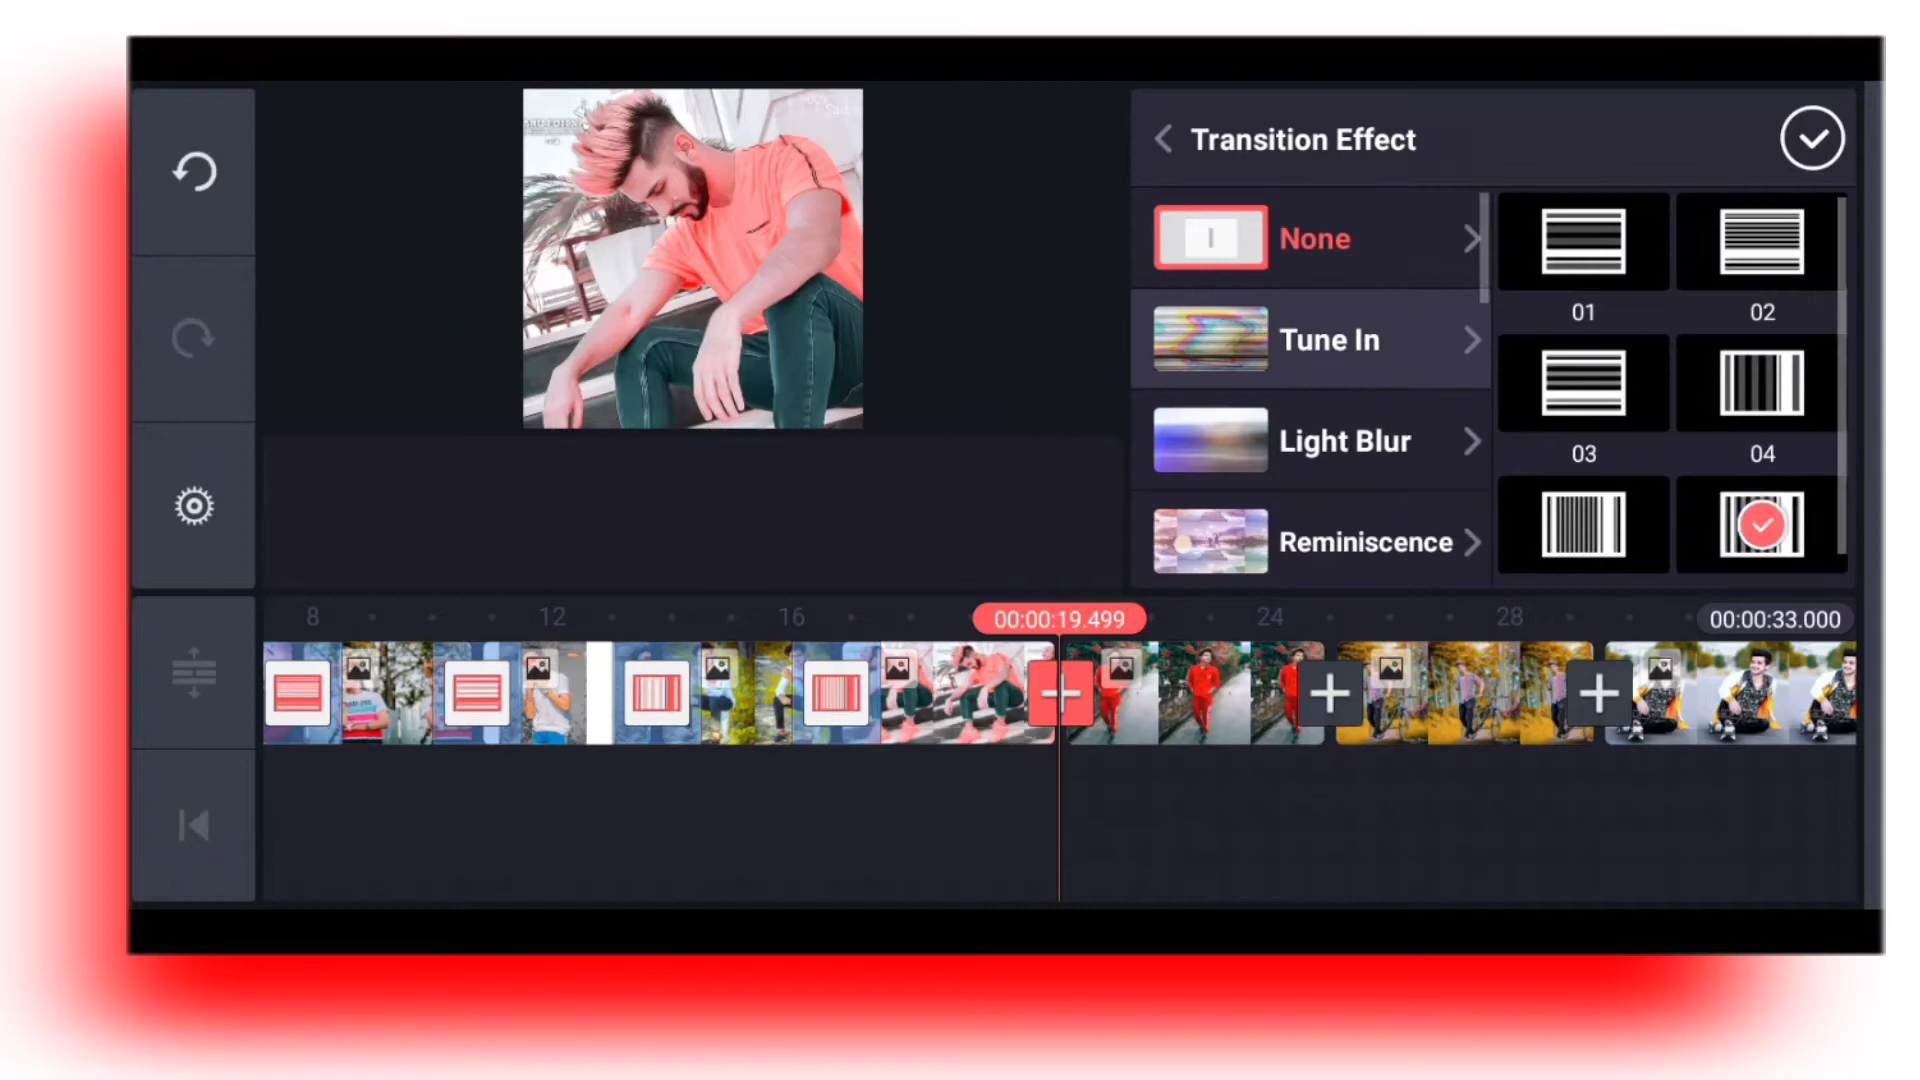 Transition Effect
None
Tune In
Light Blur
Reminiscence
01
02
03
04
8
12
16
00:00:19.499
24
28
00:00:33.000